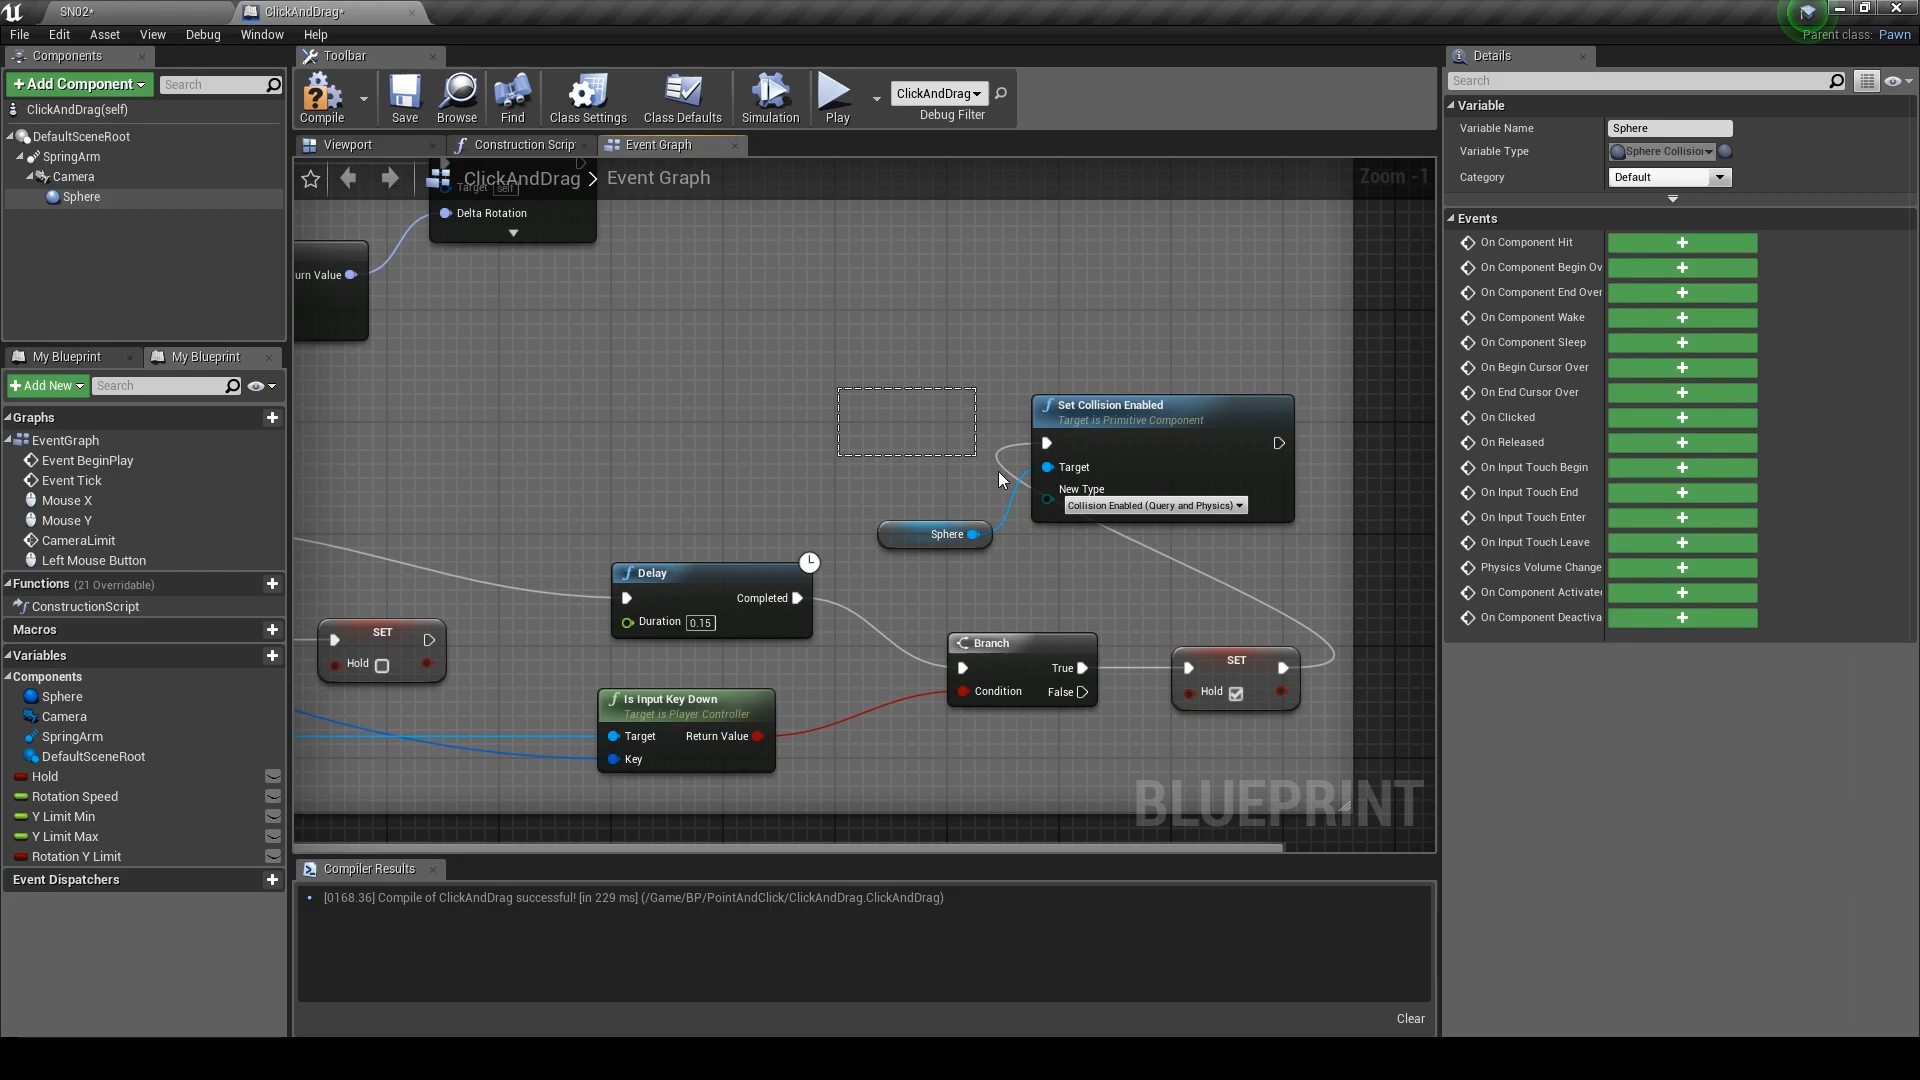 SN02*
ClickAndDrag*
File Edit Asset View Debug Window Help
Parent class: Pawn
Components
Toolbar
Details
+ Add Component
Search
ClickAndDrag(self)
DefaultSceneRoot
SpringArm
Camera
Sphere
Compile
Save
Browse
Find
Class Settings
Class Defaults
Simulation
Play
ClickAndDrag
Debug Filter
Viewport
Construction Scrip
Event Graph
ClickAndDrag > Event Graph
Zoom -1
Target self
Delta Rotation
urn Value
Set Collision Enabled
Target is Primitive Component
Target
New Type
Collision Enabled (Query and Physics)
Sphere
Delay
Completed
Duration 0.15
SET
Hold
Branch
True
Condition False
SET
Hold
Is Input Key Down
Target is Player Controller
Target Return Value
Key
BLUEPRINT
My Blueprint
My Blueprint
+ Add New
Search
Graphs
EventGraph
Event BeginPlay
Event Tick
Mouse X
Mouse Y
CameraLimit
Left Mouse Button
Functions (21 Overridable)
ConstructionScript
Macros
Variables
Components
Sphere
Camera
SpringArm
DefaultSceneRoot
Hold
Rotation Speed
Y Limit Min
Y Limit Max
Rotation Y Limit
Event Dispatchers
Compiler Results
[0168.36] Compile of ClickAndDrag successful! [in 229 ms] (/Game/BP/PointAndClick/ClickAndDrag.ClickAndDrag)
Clear
Search
Variable
Variable Name Sphere
Variable Type Sphere Collision
Category Default
Events
On Component Hit
On Component Begin Ov
On Component End Over
On Component Wake
On Component Sleep
On Begin Cursor Over
On End Cursor Over
On Clicked
On Released
On Input Touch Begin
On Input Touch End
On Input Touch Enter
On Input Touch Leave
Physics Volume Change
On Component Activate
On Component Deactiva